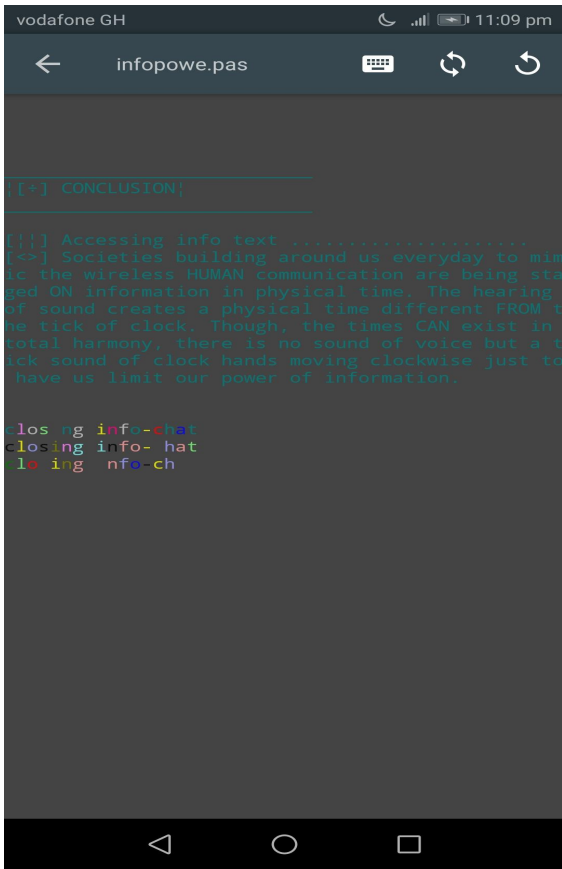 vodafone GH 11:09 pm
infopowe.pas
¦[+] CONCLUSION¦
[¦¦] Accessing info text .....................
[<>] Societies building around us everyday to mim
ic the wireless HUMAN communication are being sta
ged ON information in physical time. The hearing
of sound creates a physical time different FROM t
he tick of clock. Though, the times CAN exist in
total harmony, there is no sound of voice but a t
ick sound of clock hands moving clockwise just to
have us limit our power of information.
clos ng info-chat
closing info- hat
clo ing nfo-ch